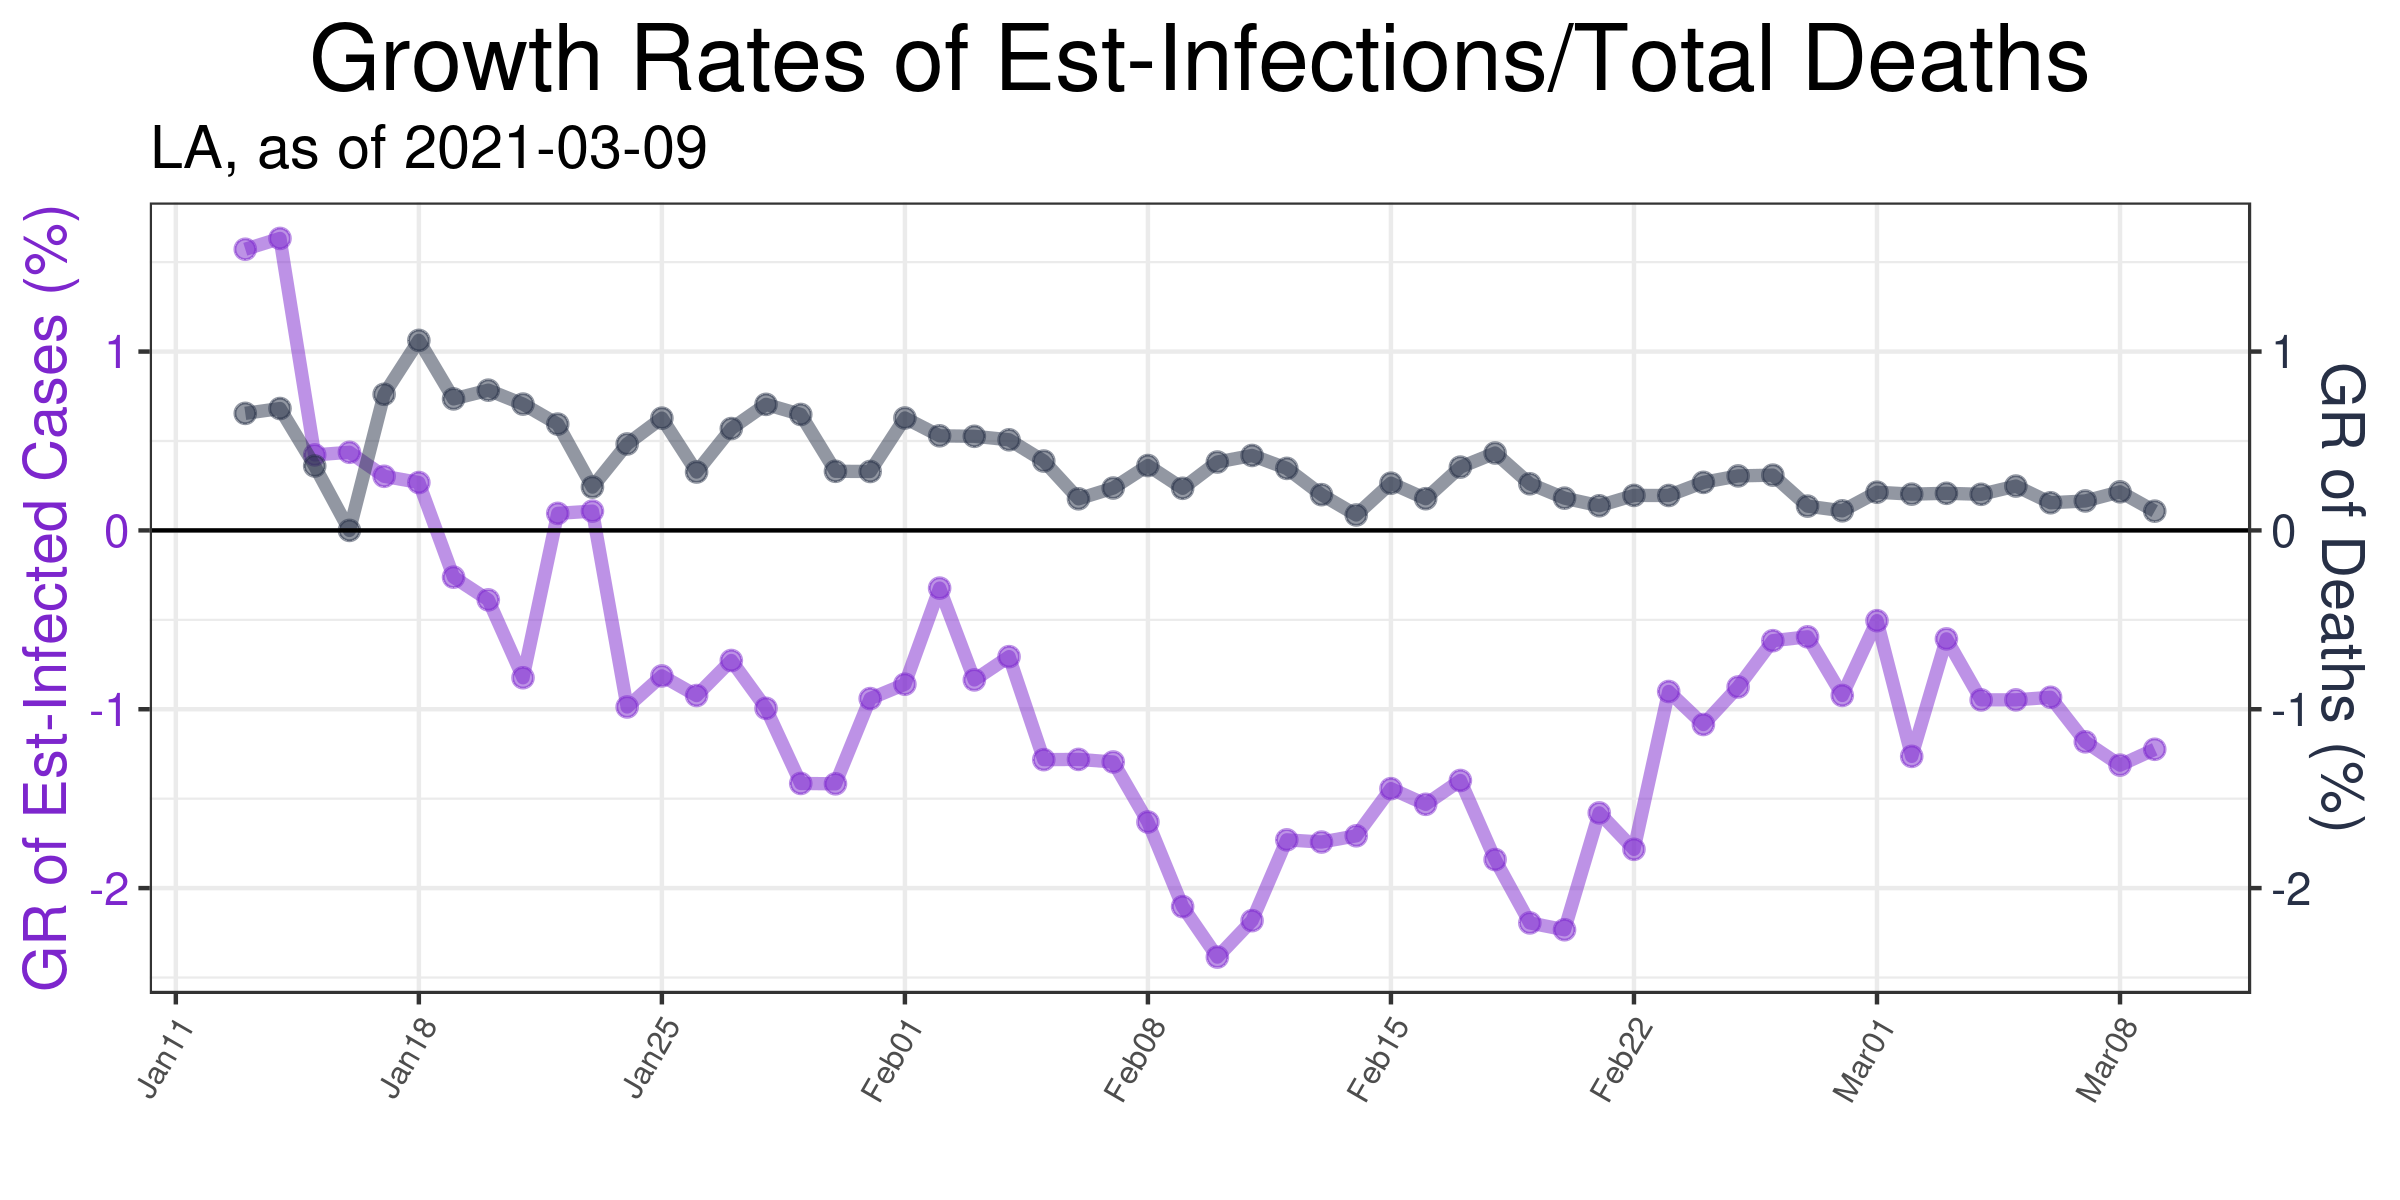 Growth Rates of Est-Infections/Total Deaths
LA, as of 2021-03-09
GR of Est-Infected Cases (%)
1
0
-1
-2
1
0
-1
-2
GR of Deaths (%)
Jan11
Jan18
Jan25
Feb01
Feb08
Feb15
Feb22
Mar01
Mar08